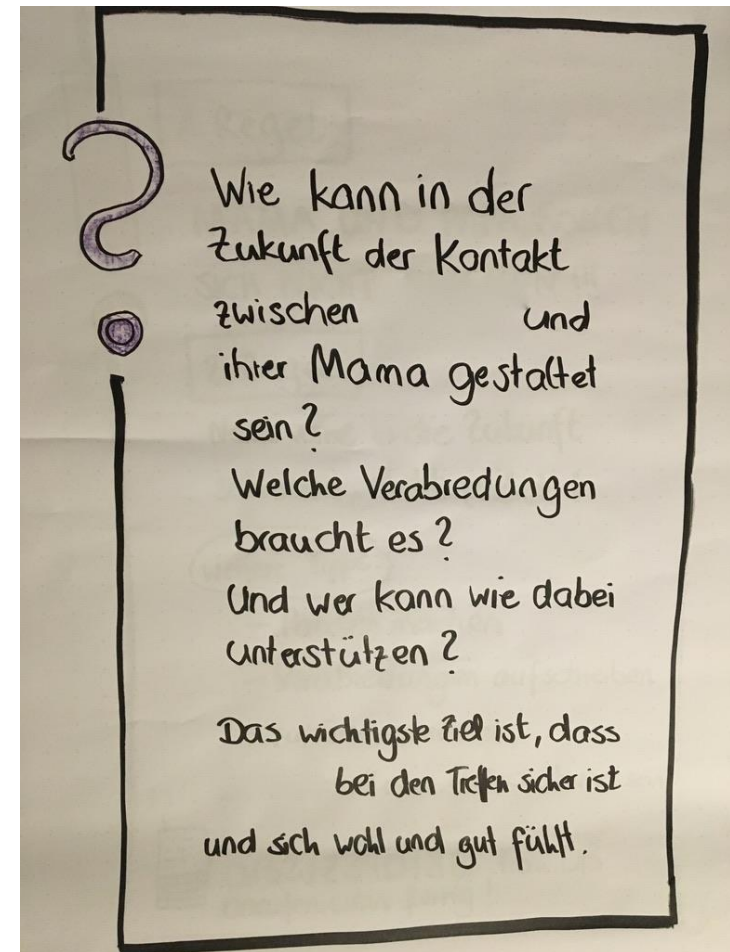 Wie kann in der
Zukunft der Kontakt
zwischen und
ihrer Mama gestaltet
sein?
Welche Verabredungen
braucht es?
Und wer kann wie dabei
unterstützen?
Das wichtigste Ziel ist, dass
bei den Treffen sicher ist
und sich wohl und gut fühlt.